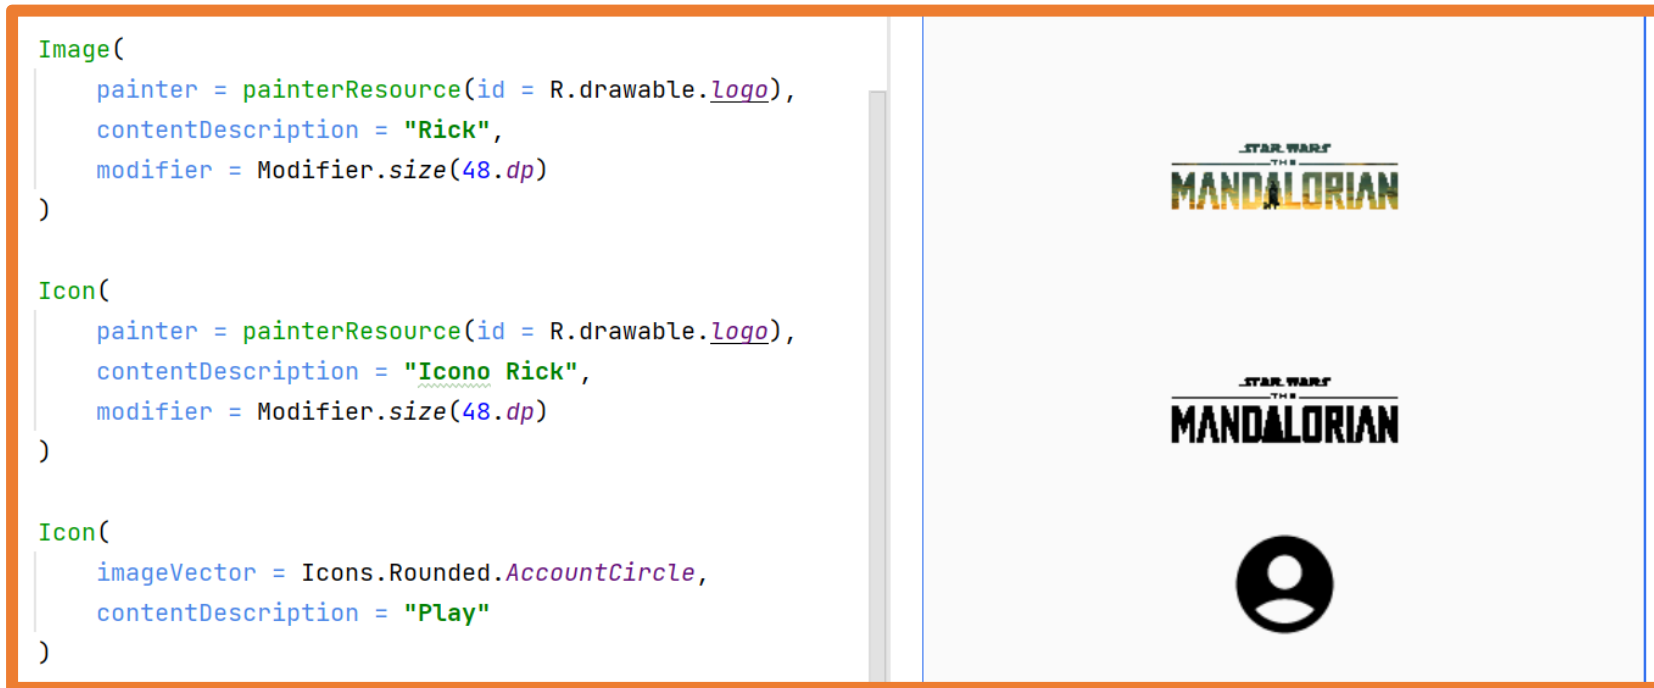 Image(
    painter = painterResource(id = R.drawable.logo),
    contentDescription = "Rick",
    modifier = Modifier.size(48.dp)
)
Icon(
    painter = painterResource(id = R.drawable.logo),
    contentDescription = "Icono Rick",
    modifier = Modifier.size(48.dp)
)
Icon(
    imageVector = Icons.Rounded.AccountCircle,
    contentDescription = "Play"
)
STAR WARS
THE
MANDALORIAN
STAR WARS
THE
MANDALORIAN